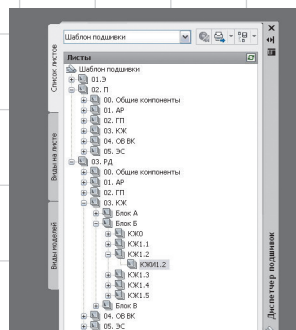 Шаблон подшивки
Листы
Шаблон подшивки
01.Э
02. П
00. Общие компоненты
01. АР
02. ГП
03. КЖ
04. ОВ ВК
05. ЭС
03. РД
00. Общие компоненты
01. АР
02. ГП
03. КЖ
Блок А
Блок Б
КЖ0
КЖ1.1
КЖ1.2
КЖИ1.2
КЖ1.3
КЖ1.4
КЖ1.5
Блок В
04. ОВ ВК
05. ЭС
Список листов
Виды на листе
Виды моделей
Диспетчер подшивок